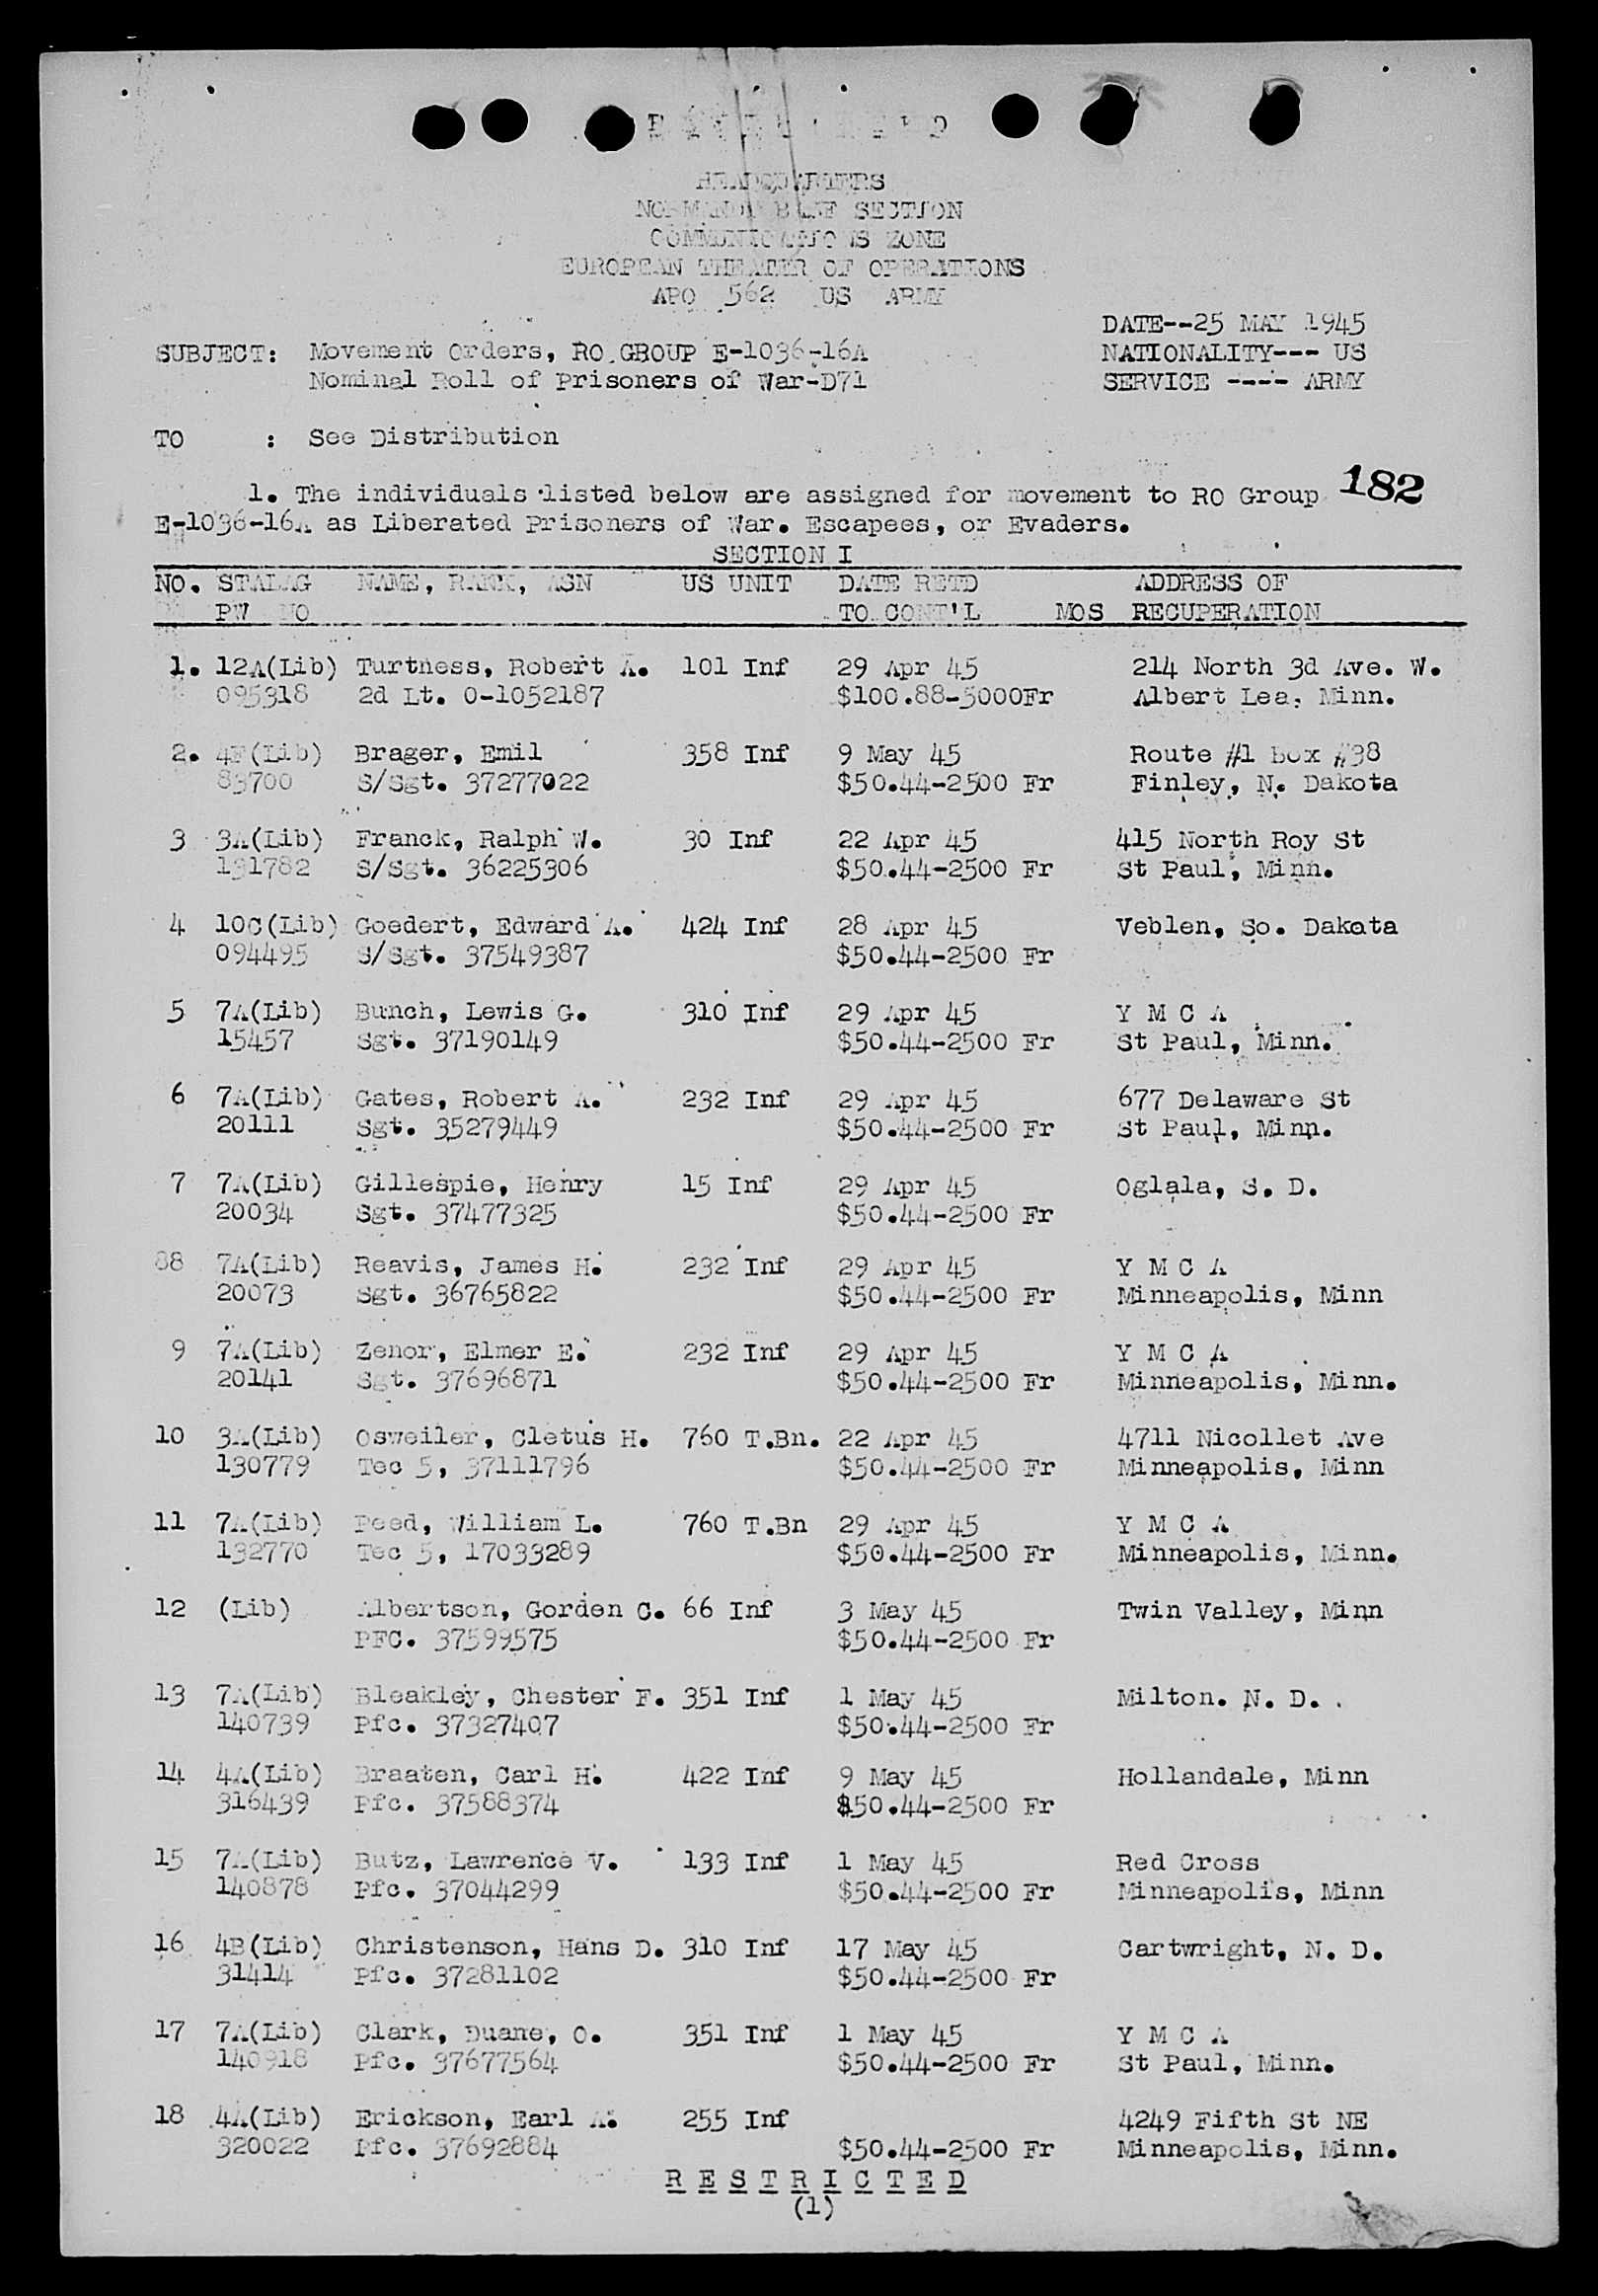 RESTRICTED
HEADQUARTERS
NORMANDY BASE SECTION
COMMUNICATIONS ZONE
EUROPEAN THEATER OF OPERATIONS
APO 562 US ARMY
DATE--25 MAY 1945
SUBJECT: Movement Orders, RO GROUP E-1036-16A NATIONALITY--- US
Nominal Roll of Prisoners of War-D71 SERVICE ---- ARMY
TO : See Distribution
1. The individuals listed below are assigned for movement to RO Group 182
E-1036-16A as Liberated Prisoners of War. Escapees, or Evaders.
SECTION I
NO. STALAG NAME, RANK, ASN US UNIT DATE RETD ADDRESS OF
PW NO TO CONT'L MOS RECUPERATION
1. 12A(Lib) Turtness, Robert A. 101 Inf 29 Apr 45 214 North 3d Ave. W.
095318 2d Lt. O-1052187 $100.88-5000Fr Albert Lea, Minn.
2. 4F(Lib) Brager, Emil 358 Inf 9 May 45 Route #1 Box #38
83700 S/Sgt. 37277022 $50.44-2500 Fr Finley, N. Dakota
3 3A(Lib) Franck, Ralph W. 30 Inf 22 Apr 45 415 North Roy St
191782 S/Sgt. 36225306 $50.44-2500 Fr St Paul, Minn.
4 10C(Lib) Goedert, Edward A. 424 Inf 28 Apr 45 Veblen, So. Dakata
094495 S/Sgt. 37549387 $50.44-2500 Fr
5 7A(Lib) Bunch, Lewis G. 310 Inf 29 Apr 45 Y M C A
15457 Sgt. 37190149 $50.44-2500 Fr St Paul, Minn.
6 7A(Lib) Gates, Robert A. 232 Inf 29 Apr 45 677 Delaware St
20111 Sgt. 35279449 $50.44-2500 Fr St Paul, Minn.
7 7A(Lib) Gillespie, Henry 15 Inf 29 Apr 45 Oglala, S. D.
20034 Sgt. 37477325 $50.44-2500 Fr
88 7A(Lib) Reavis, James H. 232 Inf 29 Apr 45 Y M C A
20073 Sgt. 36765822 $50.44-2500 Fr Minneapolis, Minn
9 7A(Lib) Zenor, Elmer E. 232 Inf 29 Apr 45 Y M C A
20141 Sgt. 37696871 $50.44-2500 Fr Minneapolis, Minn.
10 3A(Lib) Osweiler, Cletus H. 760 T.Bn. 22 Apr 45 4711 Nicollet Ave
130779 Tec 5, 37111796 $50.44-2500 Fr Minneapolis, Minn
11 7A(Lib) Peed, William L. 760 T.Bn 29 Apr 45 Y M C A
132770 Tec 5, 17033289 $50.44-2500 Fr Minneapolis, Minn.
12 (Lib) Albertson, Gorden C. 66 Inf 3 May 45 Twin Valley, Minn
PFC. 37599575 $50.44-2500 Fr
13 7A(Lib) Bleakley, Chester F. 351 Inf 1 May 45 Milton. N. D.
140739 Pfc. 37327407 $50.44-2500 Fr
14 4A(Lib) Braaten, Carl H. 422 Inf 9 May 45 Hollandale, Minn
316439 Pfc. 37588374 $50.44-2500 Fr
15 7A(Lib) Butz, Lawrence V. 133 Inf 1 May 45 Red Cross
140878 Pfc. 37044299 $50.44-2500 Fr Minneapolis, Minn
16 4B(Lib) Christenson, Hans D. 310 Inf 17 May 45 Cartwright, N. D.
31414 Pfc. 37281102 $50.44-2500 Fr
17 7A(Lib) Clark, Duane, O. 351 Inf 1 May 45 Y M C A
140918 Pfc. 37677564 $50.44-2500 Fr St Paul, Minn.
18 4A(Lib) Erickson, Earl A. 255 Inf 4249 Fifth St NE
320022 Pfc. 37692884 $50.44-2500 Fr Minneapolis, Minn.
RESTRICTED
(1)